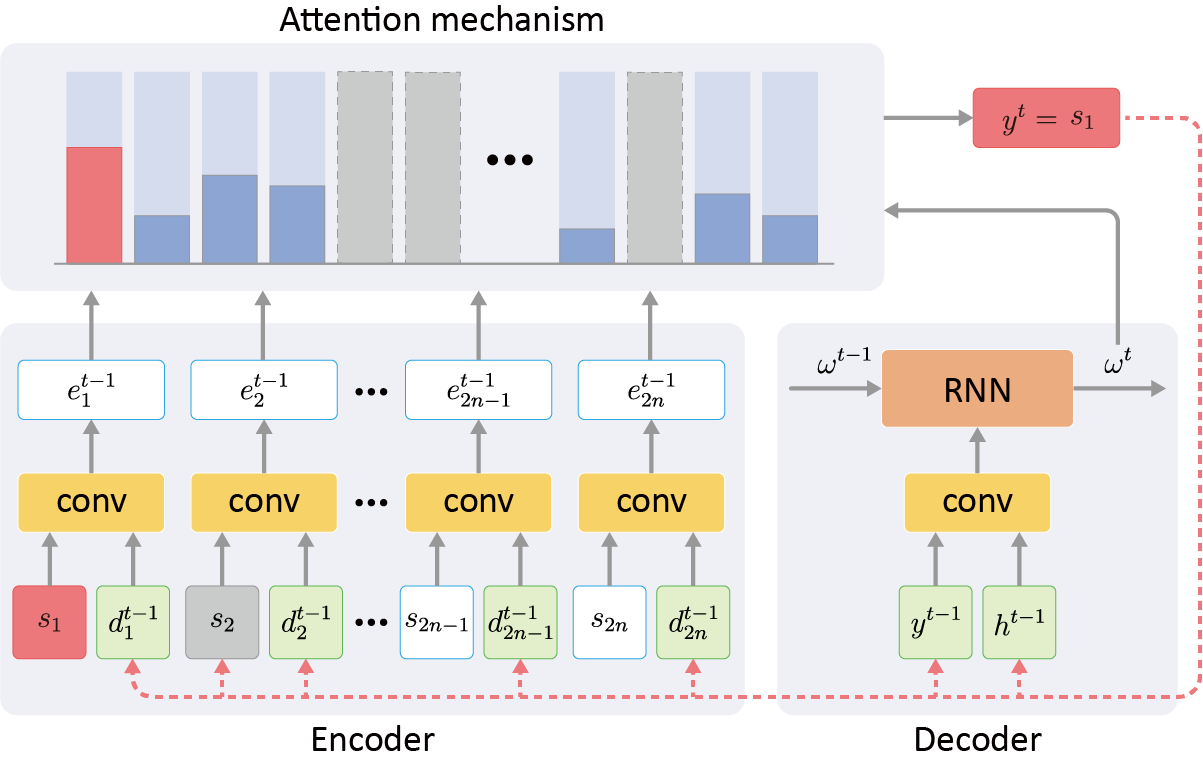 Attention mechanism
•••
y^t = s_1
e_1^{t−1}
e_2^{t−1}
•••
e_{2n−1}^{t−1}
e_{2n}^{t−1}
ω^{t−1}
RNN
ω^t
conv
conv
•••
conv
conv
conv
s_1
d_1^{t−1}
s_2
d_2^{t−1}
•••
s_{2n−1}
d_{2n−1}^{t−1}
s_{2n}
d_{2n}^{t−1}
y^{t−1}
h^{t−1}
Encoder
Decoder